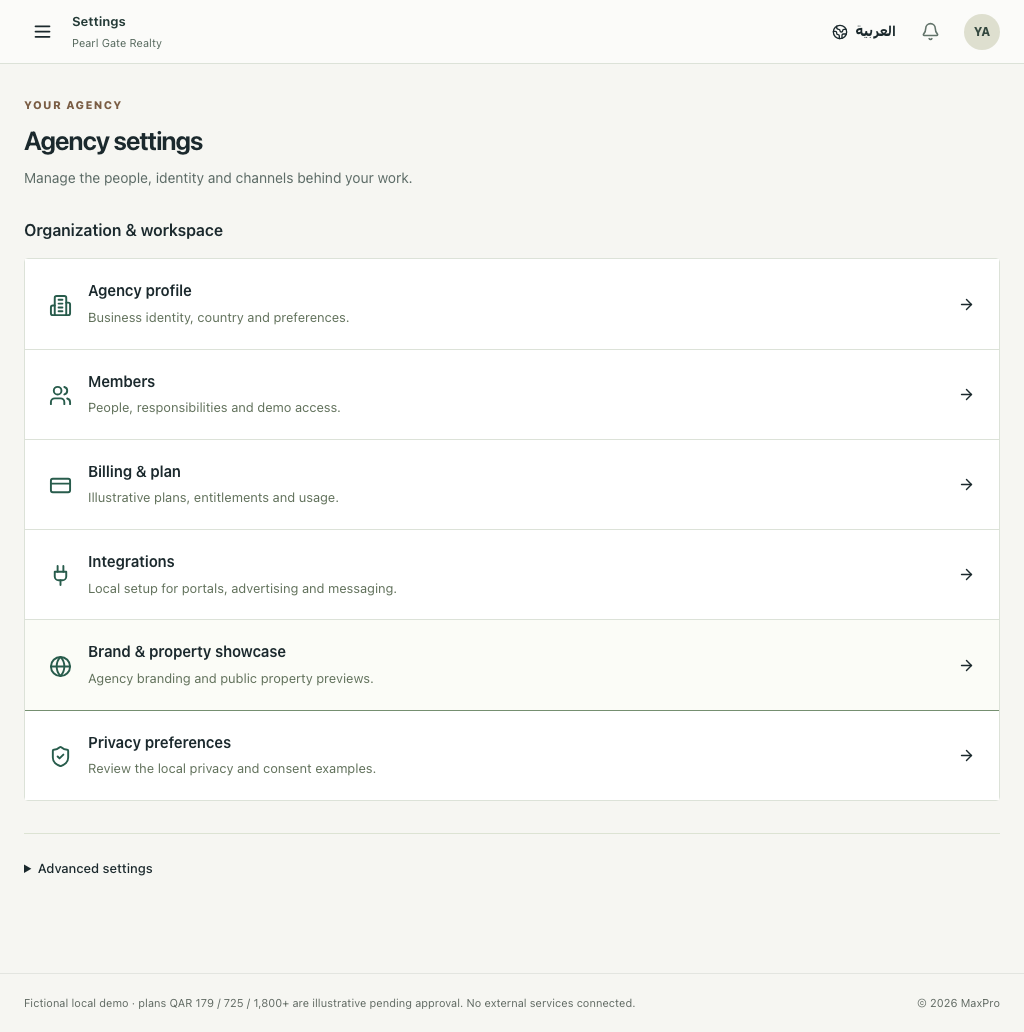 Settings
Pearl Gate Realty
العربية
YA
YOUR AGENCY
Agency settings
Manage the people, identity and channels behind your work.
Organization & workspace
Agency profile
Business identity, country and preferences.
Members
People, responsibilities and demo access.
Billing & plan
Illustrative plans, entitlements and usage.
Integrations
Local setup for portals, advertising and messaging.
Brand & property showcase
Agency branding and public property previews.
Privacy preferences
Review the local privacy and consent examples.
Advanced settings
Fictional local demo · plans QAR 179 / 725 / 1,800+ are illustrative pending approval. No external services connected.
© 2026 MaxPro